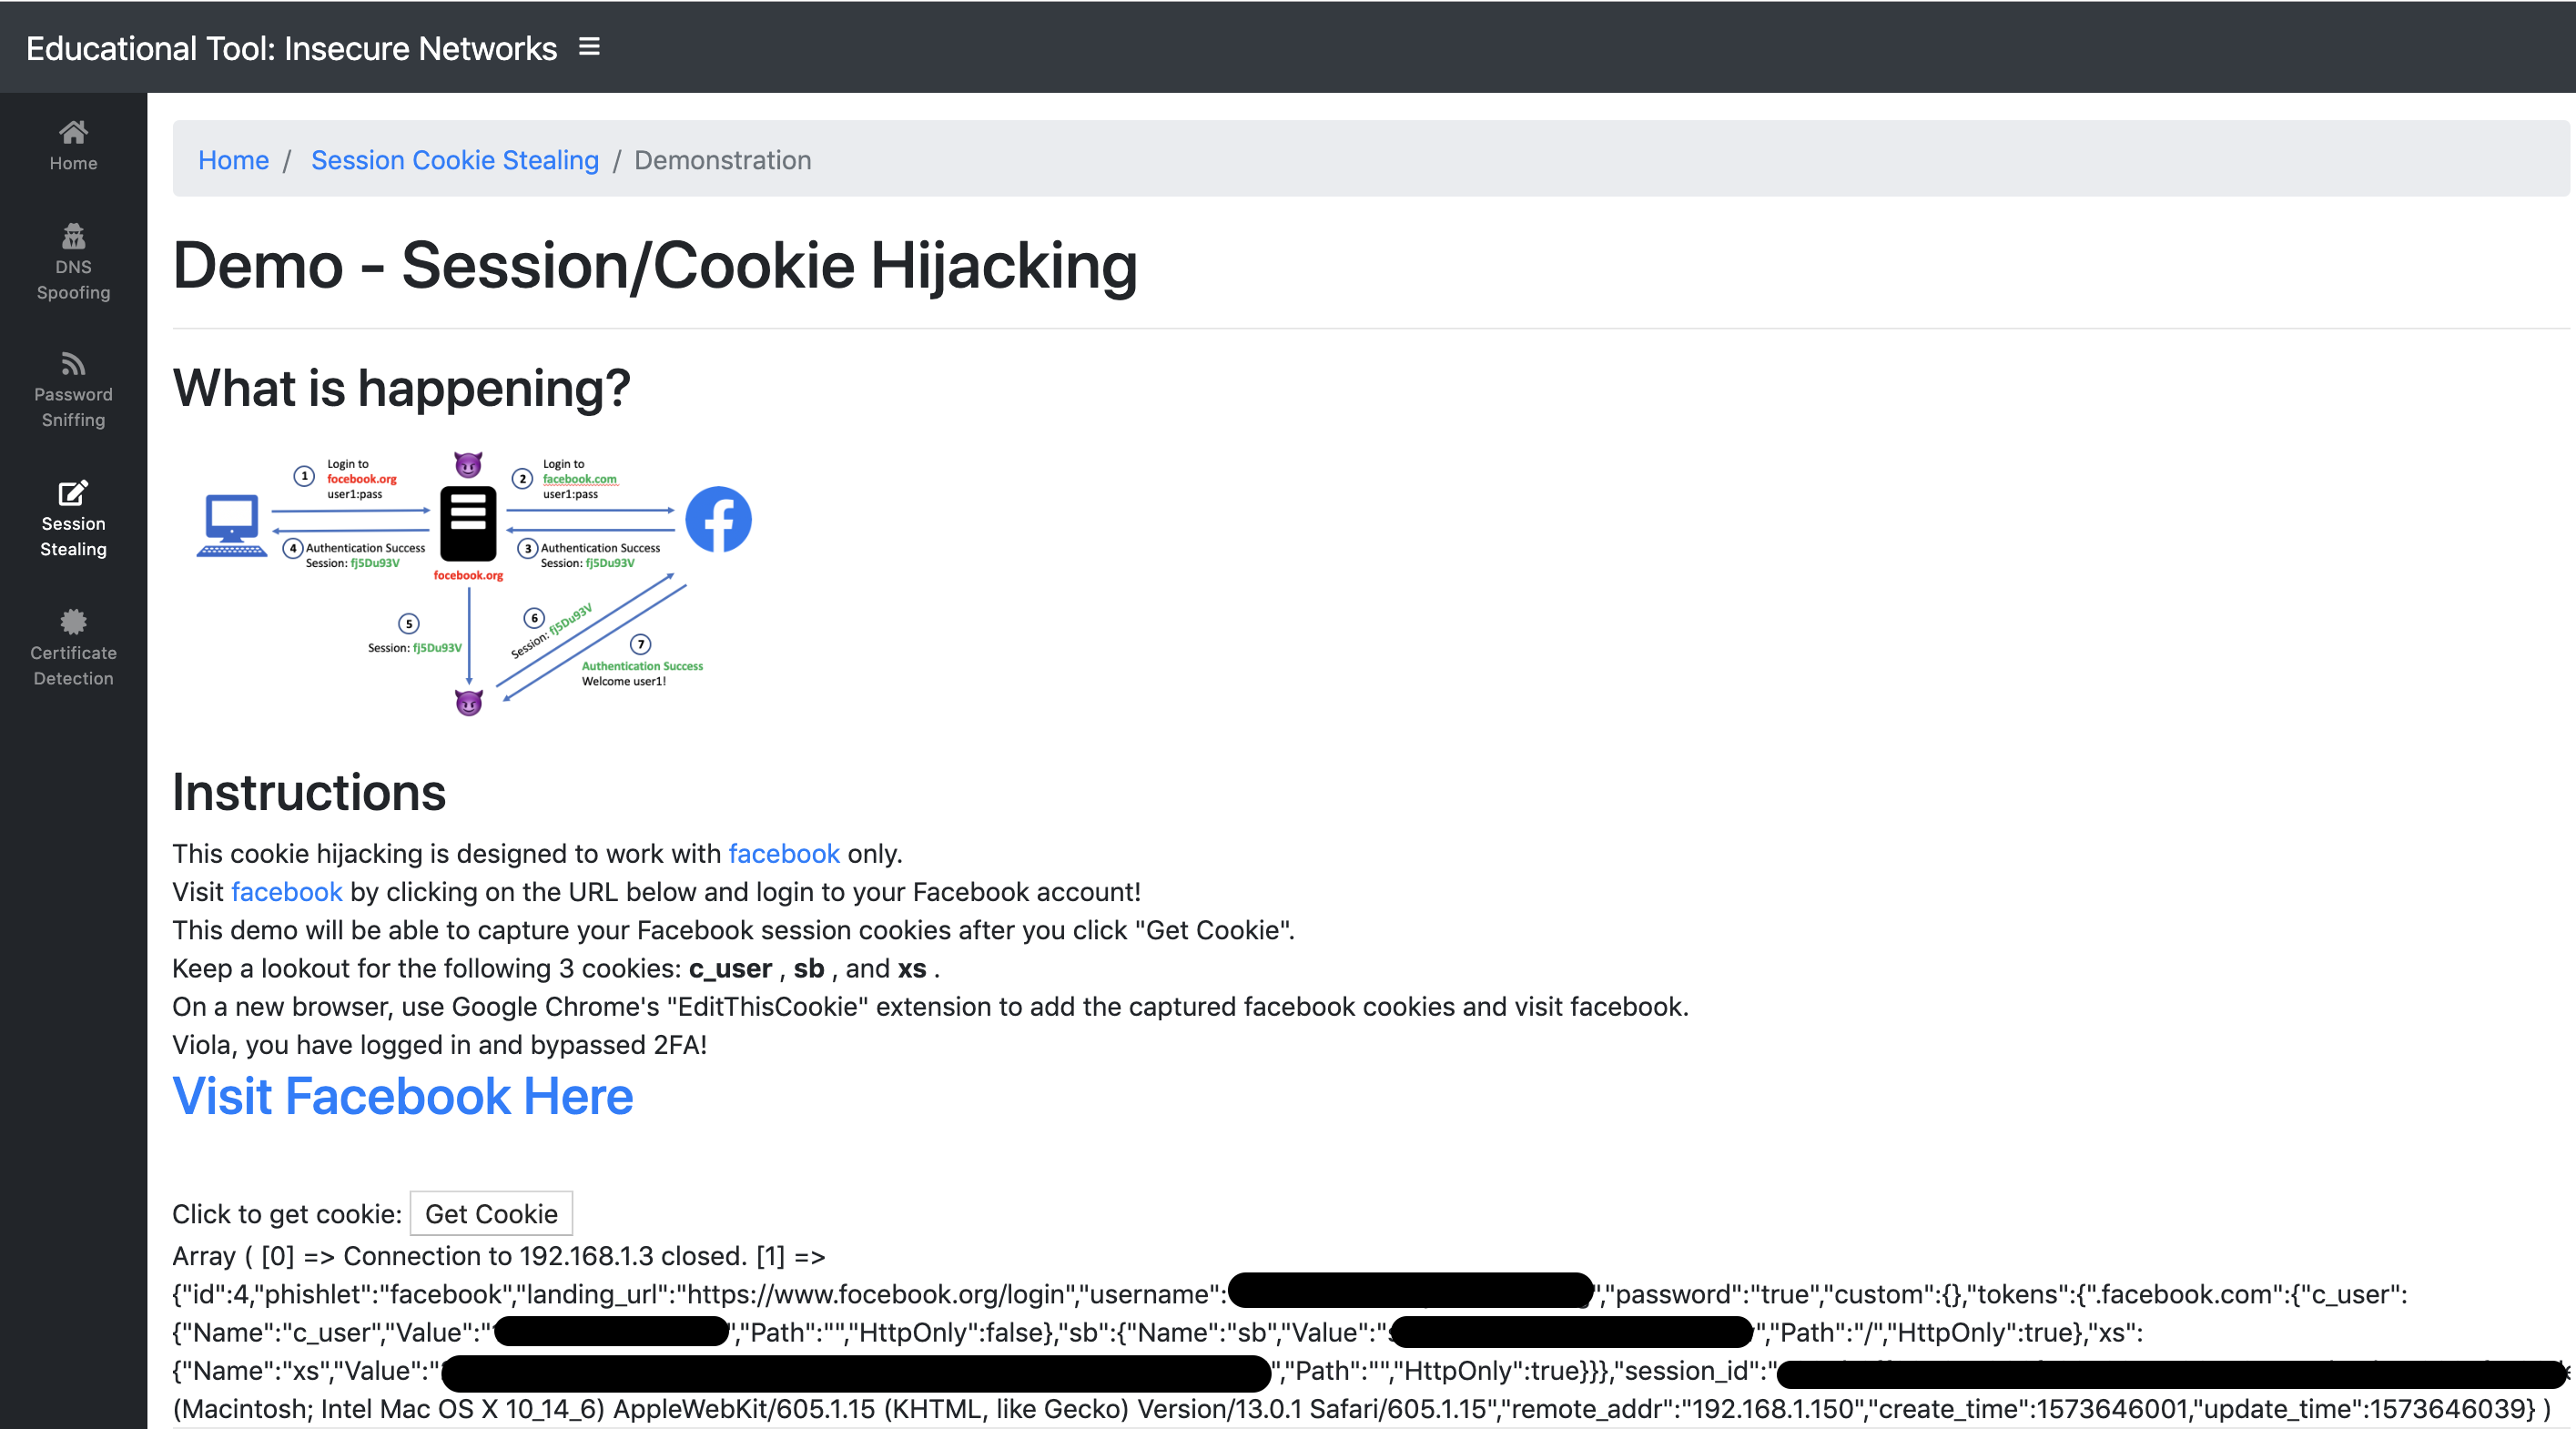 Educational Tool: Insecure Networks
Home
DNS
Spoofing
Password
Sniffing
Session
Stealing
Certificate
Detection
Home / Session Cookie Stealing / Demonstration
Demo - Session/Cookie Hijacking
What is happening?
1 Login to
focebook.org
user1:pass
2 Login to
facebook.com
user1:pass
4 Authentication Success
Session: fj5Du93V
3 Authentication Success
Session: fj5Du93V
focebook.org
5
Session: fj5Du93V
6
Session: fj5Du93V
7
Authentication Success
Welcome user1!
Instructions
This cookie hijacking is designed to work with facebook only.
Visit facebook by clicking on the URL below and login to your Facebook account!
This demo will be able to capture your Facebook session cookies after you click "Get Cookie".
Keep a lookout for the following 3 cookies: c_user , sb , and xs .
On a new browser, use Google Chrome's "EditThisCookie" extension to add the captured facebook cookies and visit facebook.
Viola, you have logged in and bypassed 2FA!
Visit Facebook Here
Click to get cookie: Get Cookie
Array ( [0] => Connection to 192.168.1.3 closed. [1] =>
{"id":4,"phishlet":"facebook","landing_url":"https://www.focebook.org/login","username": ","password":"true","custom":{},"tokens":{".facebook.com":{"c_user":
{"Name":"c_user","Value":" ","Path":"","HttpOnly":false},"sb":{"Name":"sb","Value":" ","Path":"/","HttpOnly":true},"xs":
{"Name":"xs","Value":" ","Path":"","HttpOnly":true}}},"session_id":"
(Macintosh; Intel Mac OS X 10_14_6) AppleWebKit/605.1.15 (KHTML, like Gecko) Version/13.0.1 Safari/605.1.15","remote_addr":"192.168.1.150","create_time":1573646001,"update_time":1573646039} )